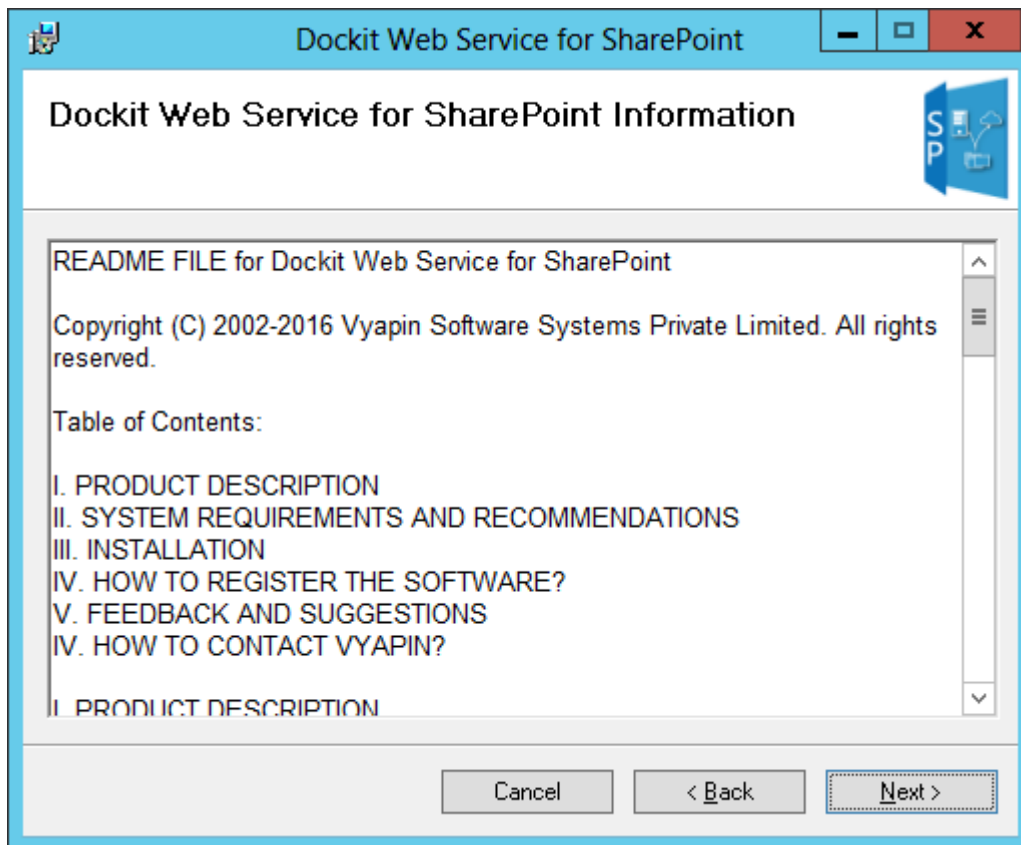 Dockit Web Service for SharePoint
Dockit Web Service for SharePoint Information
S
P
README FILE for Dockit Web Service for SharePoint
Copyright (C) 2002-2016 Vyapin Software Systems Private Limited. All rights
reserved.
Table of Contents:
I. PRODUCT DESCRIPTION
II. SYSTEM REQUIREMENTS AND RECOMMENDATIONS
III. INSTALLATION
IV. HOW TO REGISTER THE SOFTWARE?
V. FEEDBACK AND SUGGESTIONS
IV. HOW TO CONTACT VYAPIN?
I. PRODUCT DESCRIPTION
Cancel
< Back
Next >